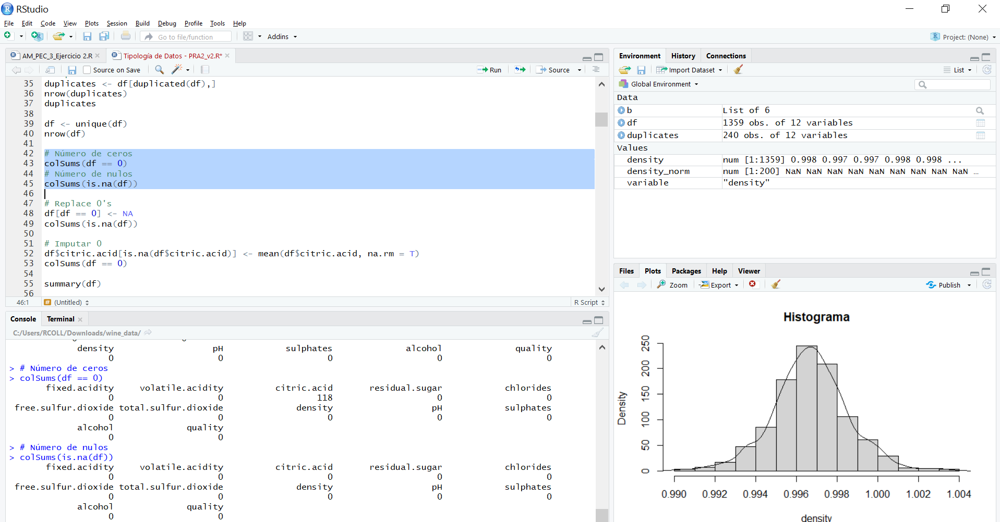 RStudio
File Edit Code View Plots Session Build Debug Profile Tools Help
Go to file/function Addins Project: (None)
AM_PEC_3_Ejercicio 2.R Tipología de Datos - PRA2_v2.R*
Source on Save Run Source
35 duplicates <- df[duplicated(df),]
36 nrow(duplicates)
37 duplicates
38
39 df <- unique(df)
40 nrow(df)
41
42 # Número de ceros
43 colSums(df == 0)
44 # Número de nulos
45 colSums(is.na(df))
46
47 # Replace 0's
48 df[df == 0] <- NA
49 colSums(is.na(df))
50
51 # Imputar 0
52 df$citric.acid[is.na(df$citric.acid)] <- mean(df$citric.acid, na.rm = T)
53 colSums(df == 0)
54
55 summary(df)
56
46:1 (Untitled) R Script
Console Terminal
C:/Users/RCOLL/Downloads/wine_data/
density pH sulphates alcohol quality
0 0 0 0 0
> # Número de ceros
> colSums(df == 0)
fixed.acidity volatile.acidity citric.acid residual.sugar chlorides
0 0 118 0 0
free.sulfur.dioxide total.sulfur.dioxide density pH sulphates
0 0 0 0 0
alcohol quality
0 0
> # Número de nulos
> colSums(is.na(df))
fixed.acidity volatile.acidity citric.acid residual.sugar chlorides
0 0 0 0 0
free.sulfur.dioxide total.sulfur.dioxide density pH sulphates
0 0 0 0 0
alcohol quality
0 0
Environment History Connections
Import Dataset List
Global Environment
Data
b List of 6
df 1359 obs. of 12 variables
duplicates 240 obs. of 12 variables
Values
density num [1:1359] 0.998 0.997 0.997 0.998 0.998 ...
density_norm num [1:200] NaN NaN NaN NaN NaN NaN NaN NaN NaN …
variable "density"
Files Plots Packages Help Viewer
Zoom Export Publish
Histograma
Density
250
200
150
100
50
0
0.990 0.992 0.994 0.996 0.998 1.000 1.002 1.004
density